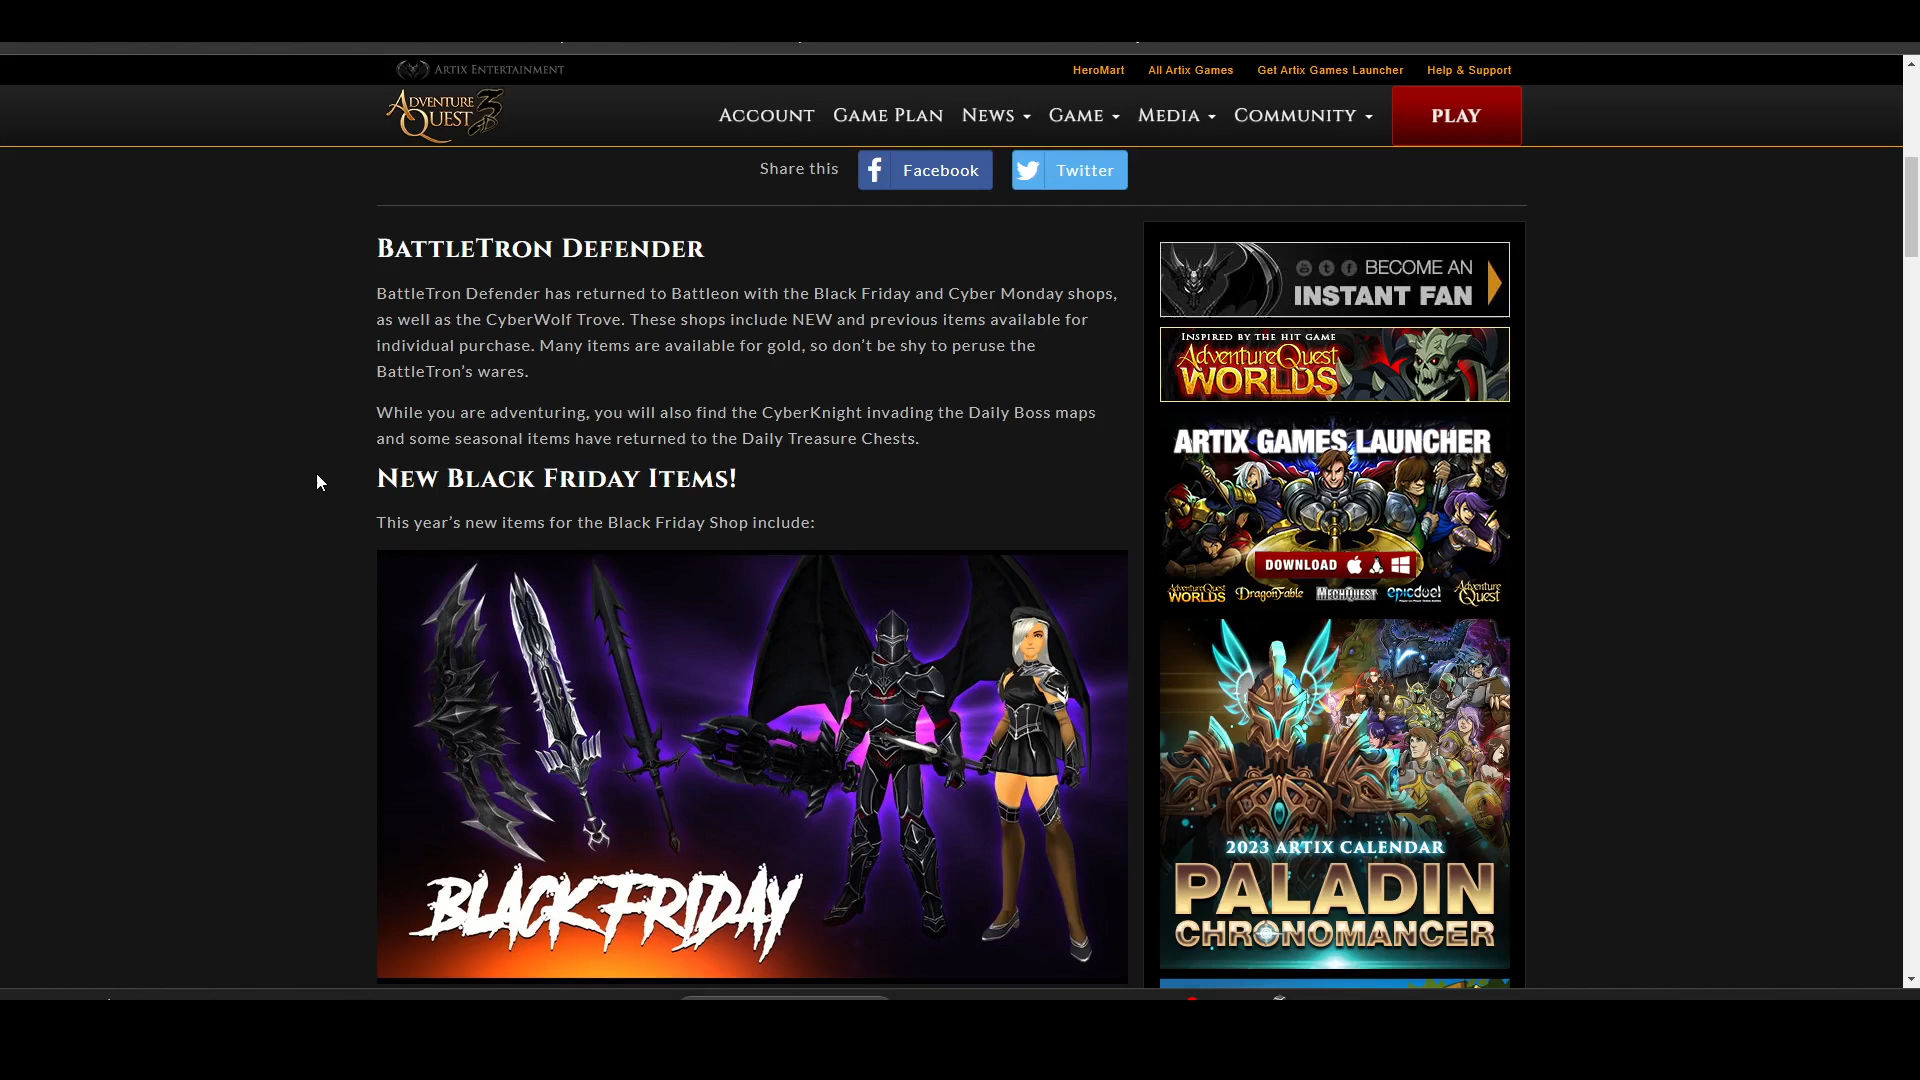 ARTIX ENTERTAINMENT
HeroMart All Artix Games Get Artix Games Launcher Help & Support
ADVENTURE QUEST 3D
ACCOUNT GAME PLAN NEWS GAME MEDIA COMMUNITY PLAY
Share this Facebook Twitter
BATTLETRON DEFENDER
BattleTron Defender has returned to Battleon with the Black Friday and Cyber Monday shops,
as well as the CyberWolf Trove. These shops include NEW and previous items available for
individual purchase. Many items are available for gold, so don’t be shy to peruse the
BattleTron’s wares.
While you are adventuring, you will also find the CyberKnight invading the Daily Boss maps
and some seasonal items have returned to the Daily Treasure Chests.
NEW BLACK FRIDAY ITEMS!
This year’s new items for the Black Friday Shop include:
BLACK FRIDAY
BECOME AN
INSTANT FAN
INSPIRED BY THE HIT GAME
AdventureQuest
WORLDS
ARTIX GAMES LAUNCHER
DOWNLOAD
AdventureQuest WORLDS DragonFable MECHQUEST epicduel Adventure Quest
2023 ARTIX CALENDAR
PALADIN
CHRONOMANCER